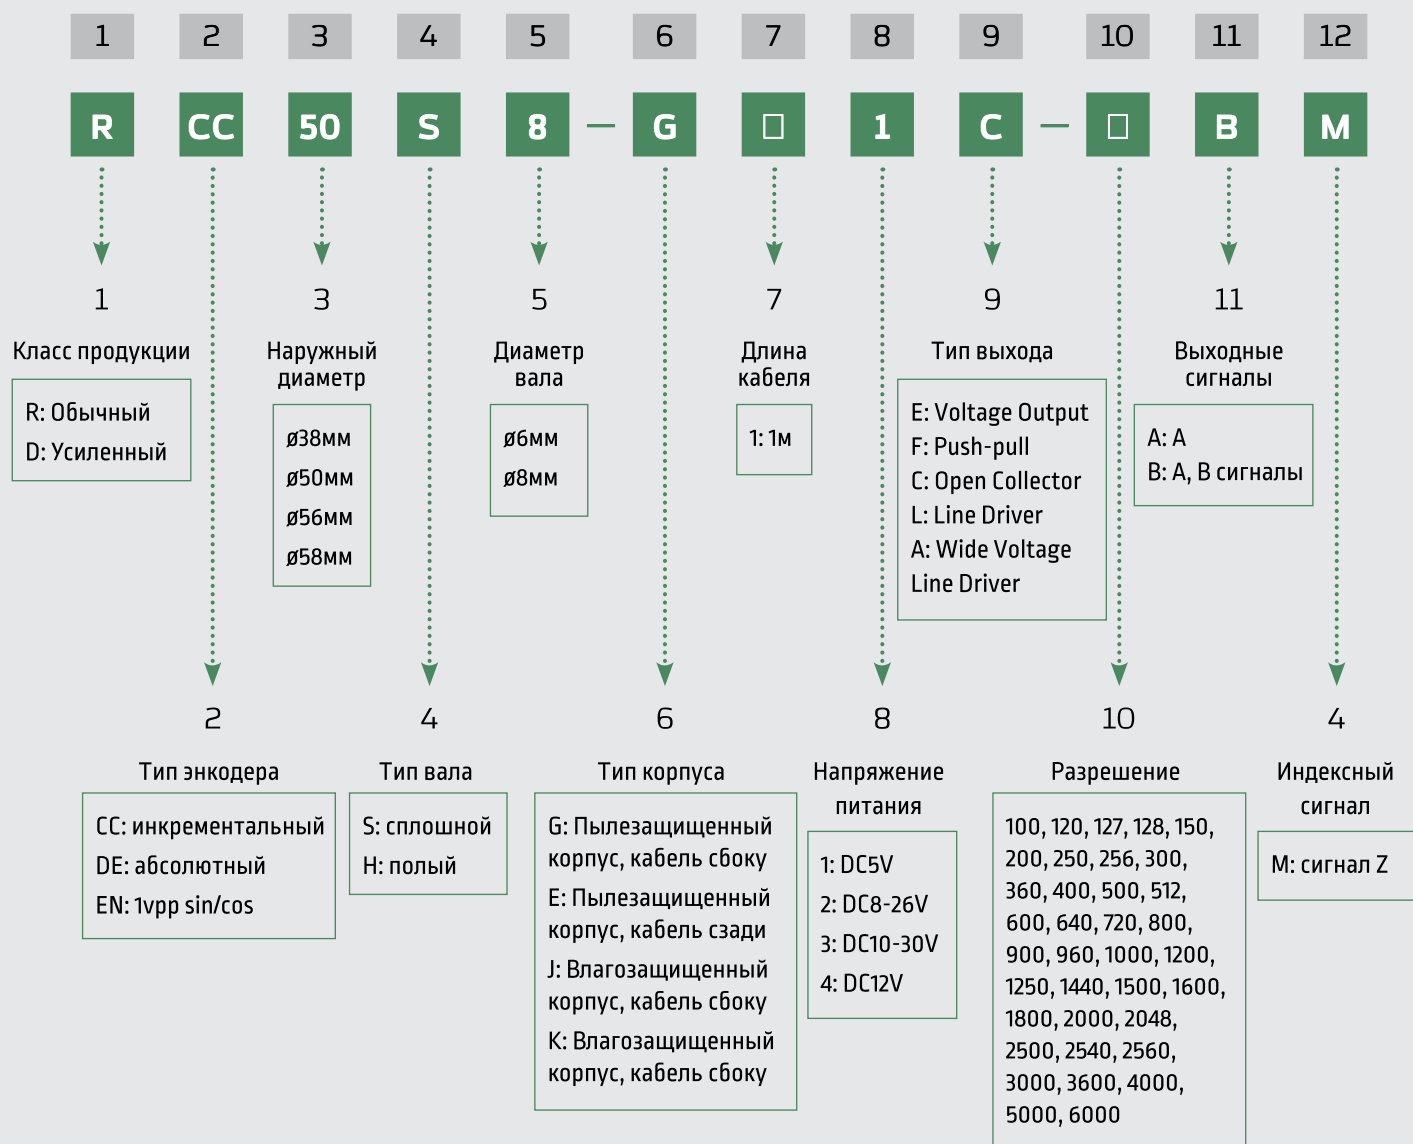 1 2 3 4 5 6 7 8 9 10 11 12
R CC 50 S 8 — G □ 1 C — □ B M
1
Класс продукции
R: Обычный
D: Усиленный
3
Наружный
диаметр
ø38мм
ø50мм
ø56мм
ø58мм
5
Диаметр
вала
ø6мм
ø8мм
7
Длина
кабеля
1: 1м
9
Тип выхода
E: Voltage Output
F: Push-pull
C: Open Collector
L: Line Driver
A: Wide Voltage
Line Driver
11
Выходные
сигналы
A: A
B: A, B сигналы
2
Тип энкодера
CC: инкрементальный
DE: абсолютный
EN: 1vpp sin/cos
4
Тип вала
S: сплошной
H: полый
6
Тип корпуса
G: Пылезащищенный
корпус, кабель сбоку
E: Пылезащищенный
корпус, кабель сзади
J: Влагозащищенный
корпус, кабель сбоку
K: Влагозащищенный
корпус, кабель сбоку
8
Напряжение
питания
1: DC5V
2: DC8-26V
3: DC10-30V
4: DC12V
10
Разрешение
100, 120, 127, 128, 150,
200, 250, 256, 300,
360, 400, 500, 512,
600, 640, 720, 800,
900, 960, 1000, 1200,
1250, 1440, 1500, 1600,
1800, 2000, 2048,
2500, 2540, 2560,
3000, 3600, 4000,
5000, 6000
4
Индексный
сигнал
M: сигнал Z